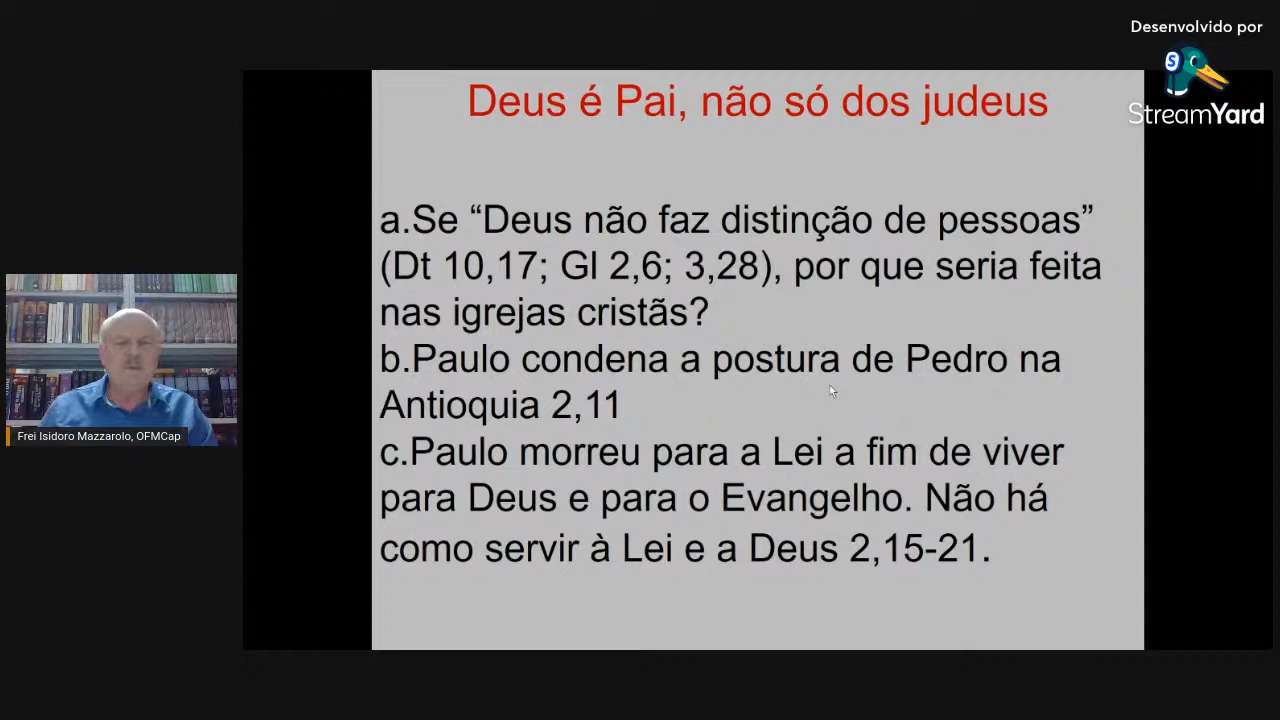 Desenvolvido por
StreamYard
Deus é Pai, não só dos judeus
a.Se “Deus não faz distinção de pessoas”
(Dt 10,17; Gl 2,6; 3,28), por que seria feita
nas igrejas cristãs?
b.Paulo condena a postura de Pedro na
Antioquia 2,11
c.Paulo morreu para a Lei a fim de viver
para Deus e para o Evangelho. Não há
como servir à Lei e a Deus 2,15-21.
Frei Isidoro Mazzarolo, OFMCap